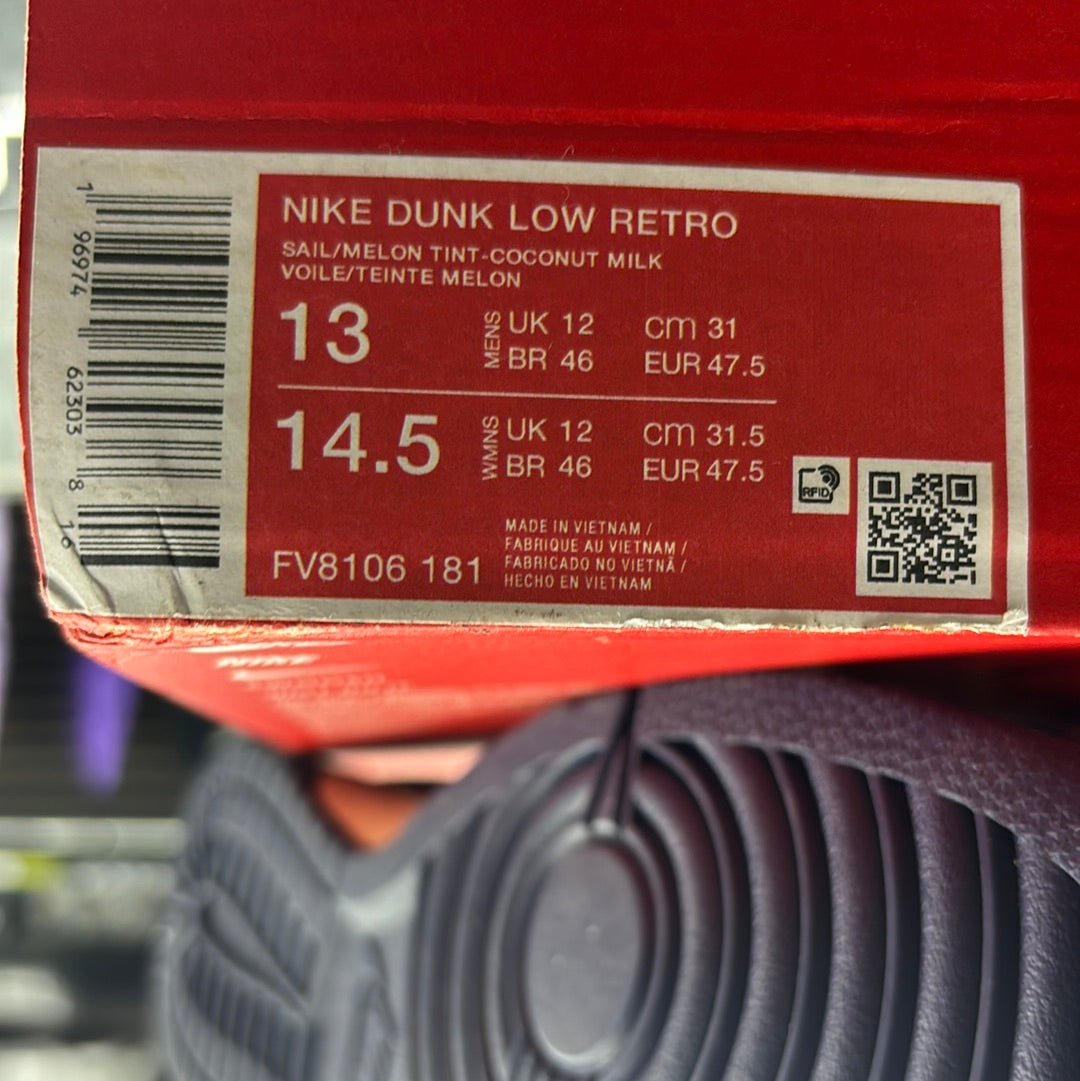 NIKE DUNK LOW RETRO
SAIL/MELON TINT-COCONUT MILK
VOILE/TEINTE MELON
13 MENS UK 12 cm 31
BR 46 EUR 47.5
14.5 WMNS UK 12 cm 31.5
BR 46 EUR 47.5
RFID
FV8106 181
MADE IN VIETNAM /
FABRIQUE AU VIETNAM /
FABRICADO NO VIETNÃ /
HECHO EN VIETNAM
1 96974 62303 8 16
NIKE